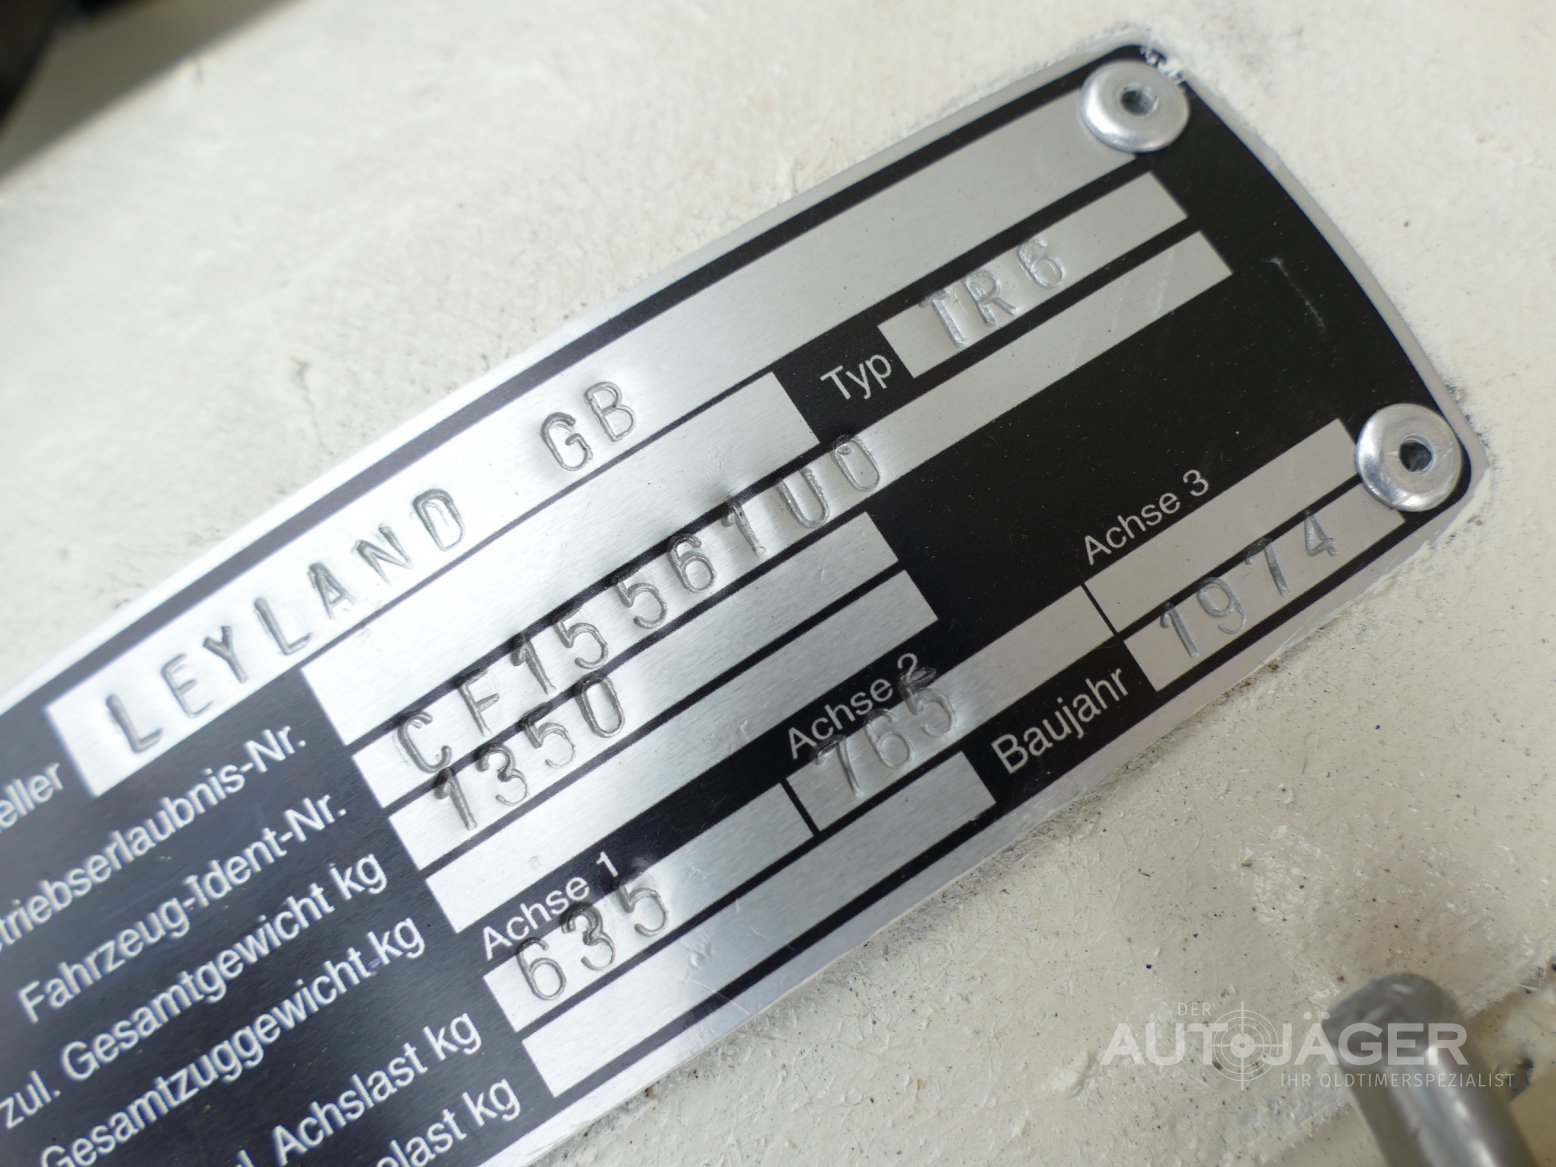 eller LEYLAND GB
triebserlaubnis-Nr. Typ TR6
Fahrzeug-Ident-Nr. CF15561U0
zul. Gesamtgewicht kg 1350
Gesamtzuggewicht kg
Achse 1 Achse 2 Achse 3
Achslast kg 635 765
last kg Baujahr 1974
DER
AUTOJÄGER
IHR OLDTIMERSPEZIALIST